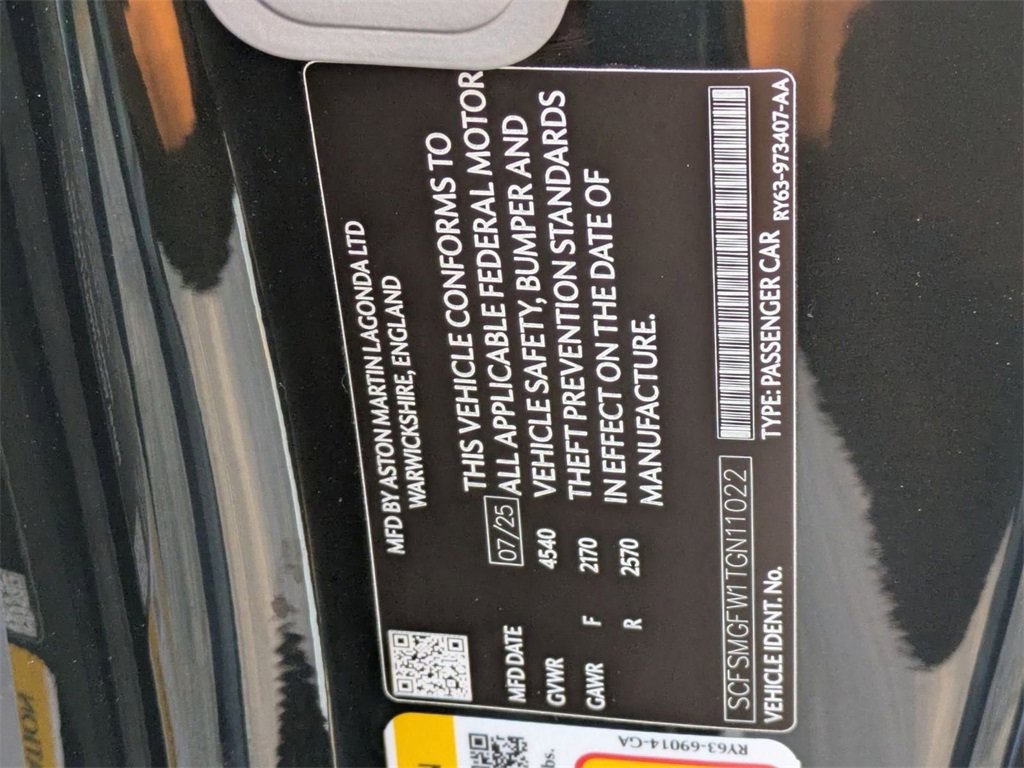 MFD BY ASTON MARTIN LAGONDA LTD
WARWICKSHIRE, ENGLAND
MFD DATE 07/25
GVWR 4540
GAWR F 2170
R 2570
THIS VEHICLE CONFORMS TO
ALL APPLICABLE FEDERAL MOTOR
VEHICLE SAFETY, BUMPER AND
THEFT PREVENTION STANDARDS
IN EFFECT ON THE DATE OF
MANUFACTURE.
SCFSMGFW1TGN11022
VEHICLE IDENT. No.
TYPE: PASSENGER CAR
RY63-973407-AA
RY63-69014-GA
lbs.